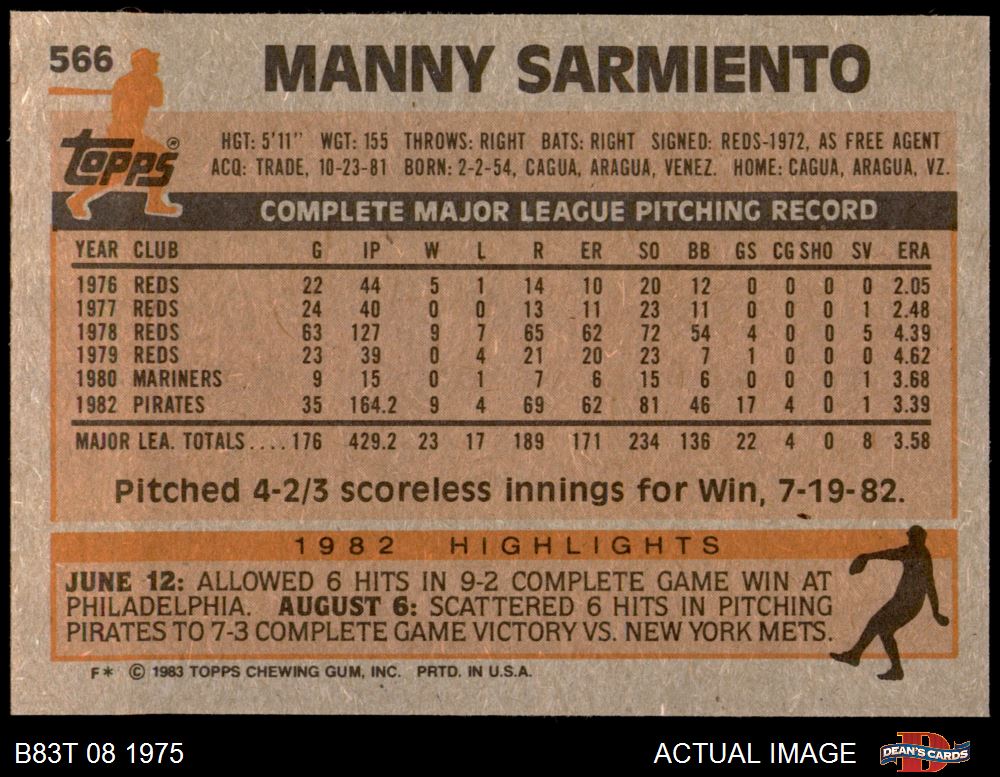 566
MANNY SARMIENTO
TOPPS®
HGT: 5'11" WGT: 155 THROWS: RIGHT BATS: RIGHT SIGNED: REDS-1972, AS FREE AGENT
ACQ: TRADE, 10-23-81 BORN: 2-2-54, CAGUA, ARAGUA, VENEZ. HOME: CAGUA, ARAGUA, VZ.
COMPLETE MAJOR LEAGUE PITCHING RECORD
YEAR CLUB G IP W L R ER SO BB GS CG SHO SV ERA
1976 REDS 22 44 5 1 14 10 20 12 0 0 0 0 2.05
1977 REDS 24 40 0 0 13 11 23 11 0 0 0 1 2.48
1978 REDS 63 127 9 7 65 62 72 54 4 0 0 5 4.39
1979 REDS 23 39 0 4 21 20 23 7 1 0 0 0 4.62
1980 MARINERS 9 15 0 1 7 6 15 6 0 0 0 1 3.68
1982 PIRATES 35 164.2 9 4 69 62 81 46 17 4 0 1 3.39
MAJOR LEA. TOTALS.... 176 429.2 23 17 189 171 234 136 22 4 0 8 3.58
Pitched 4-2/3 scoreless innings for Win, 7-19-82.
1982 HIGHLIGHTS
JUNE 12: ALLOWED 6 HITS IN 9-2 COMPLETE GAME WIN AT
PHILADELPHIA. AUGUST 6: SCATTERED 6 HITS IN PITCHING
PIRATES TO 7-3 COMPLETE GAME VICTORY VS. NEW YORK METS.
F* © 1983 TOPPS CHEWING GUM, INC. PRTD. IN U.S.A.
B83T 08 1975
ACTUAL IMAGE
DEAN'S CARDS